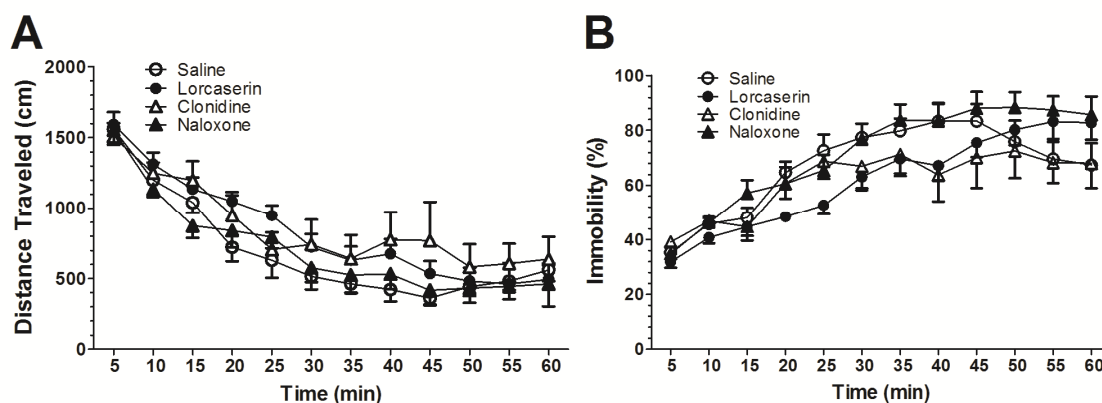 A
Distance Traveled (cm)
2000
1500
1000
500
0
Saline
Lorcaserin
Clonidine
Naloxone
5 10 15 20 25 30 35 40 45 50 55 60
Time (min)
B
Immobility (%)
100
80
60
40
20
0
Saline
Lorcaserin
Clonidine
Naloxone
5 10 15 20 25 30 35 40 45 50 55 60
Time (min)